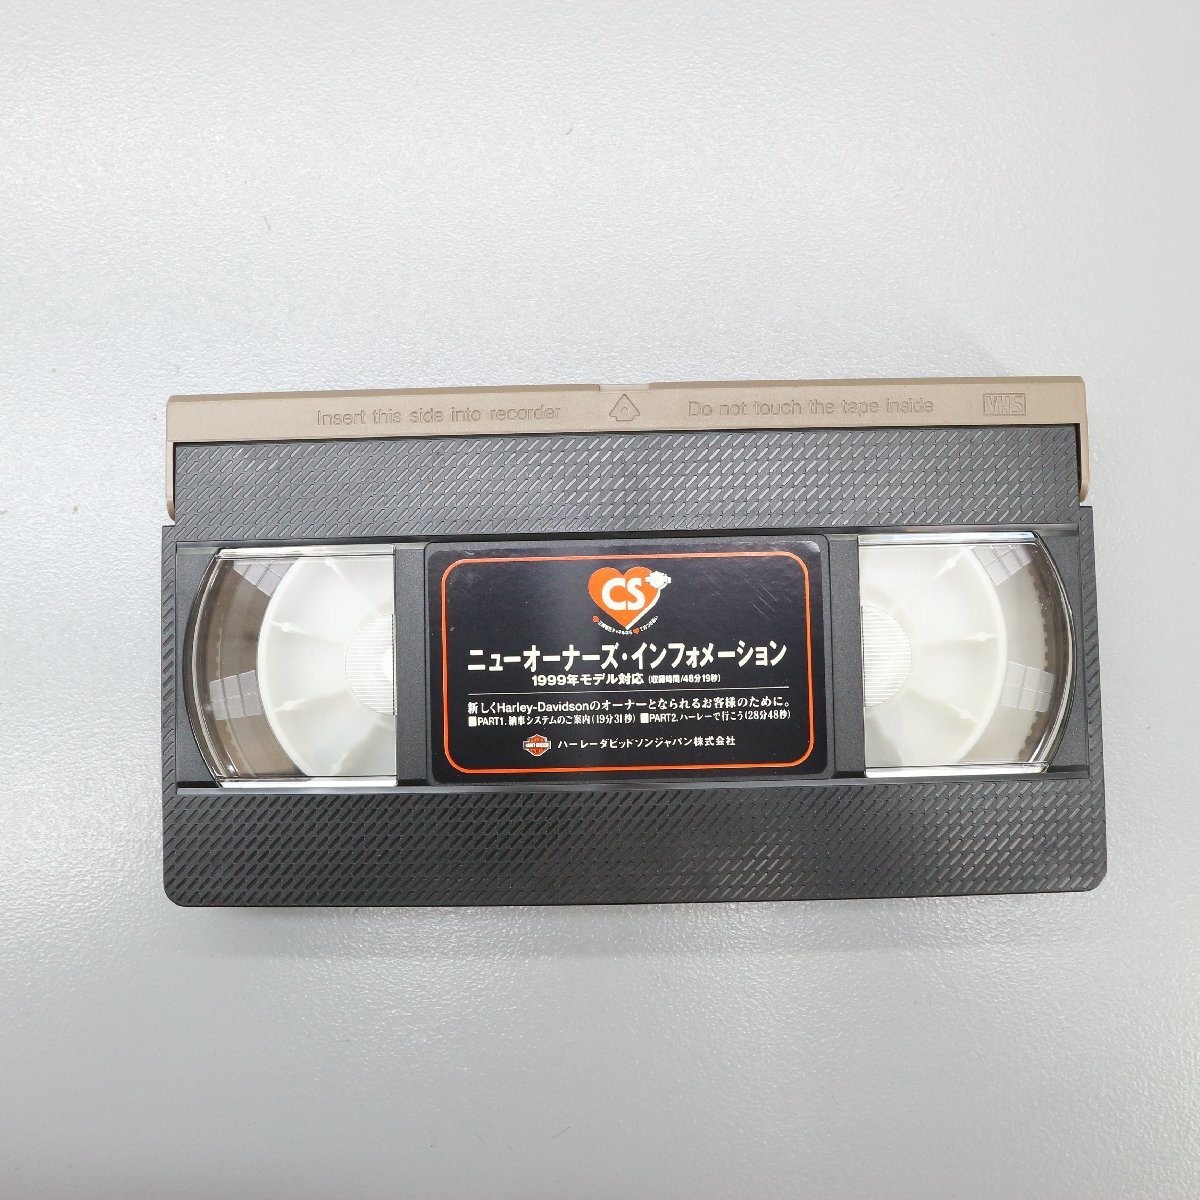 Insert this side into recorder
Do not touch the tape inside
VHS
CS
ニューオーナーズ・インフォメーション
1999年モデル対応 (収録時間/48分19秒)
新しくHarley-Davidsonのオーナーとなられるお客様のために。
■PART1. 納車システムのご案内(19分31秒) ■PART2. ハーレーで行こう(28分48秒)
ハーレーダビッドソンジャパン株式会社